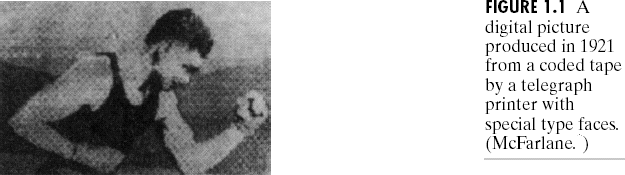 FIGURE 1.1 A
digital picture
produced in 1921
from a coded tape
by a telegraph
printer with
special type faces.
(McFarlane.)